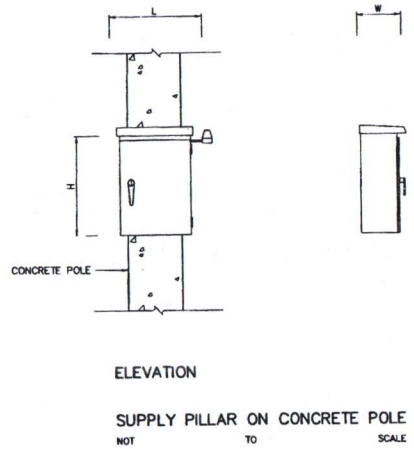 L
W
H
CONCRETE POLE
ELEVATION
SUPPLY PILLAR ON CONCRETE POLE
NOT TO SCALE